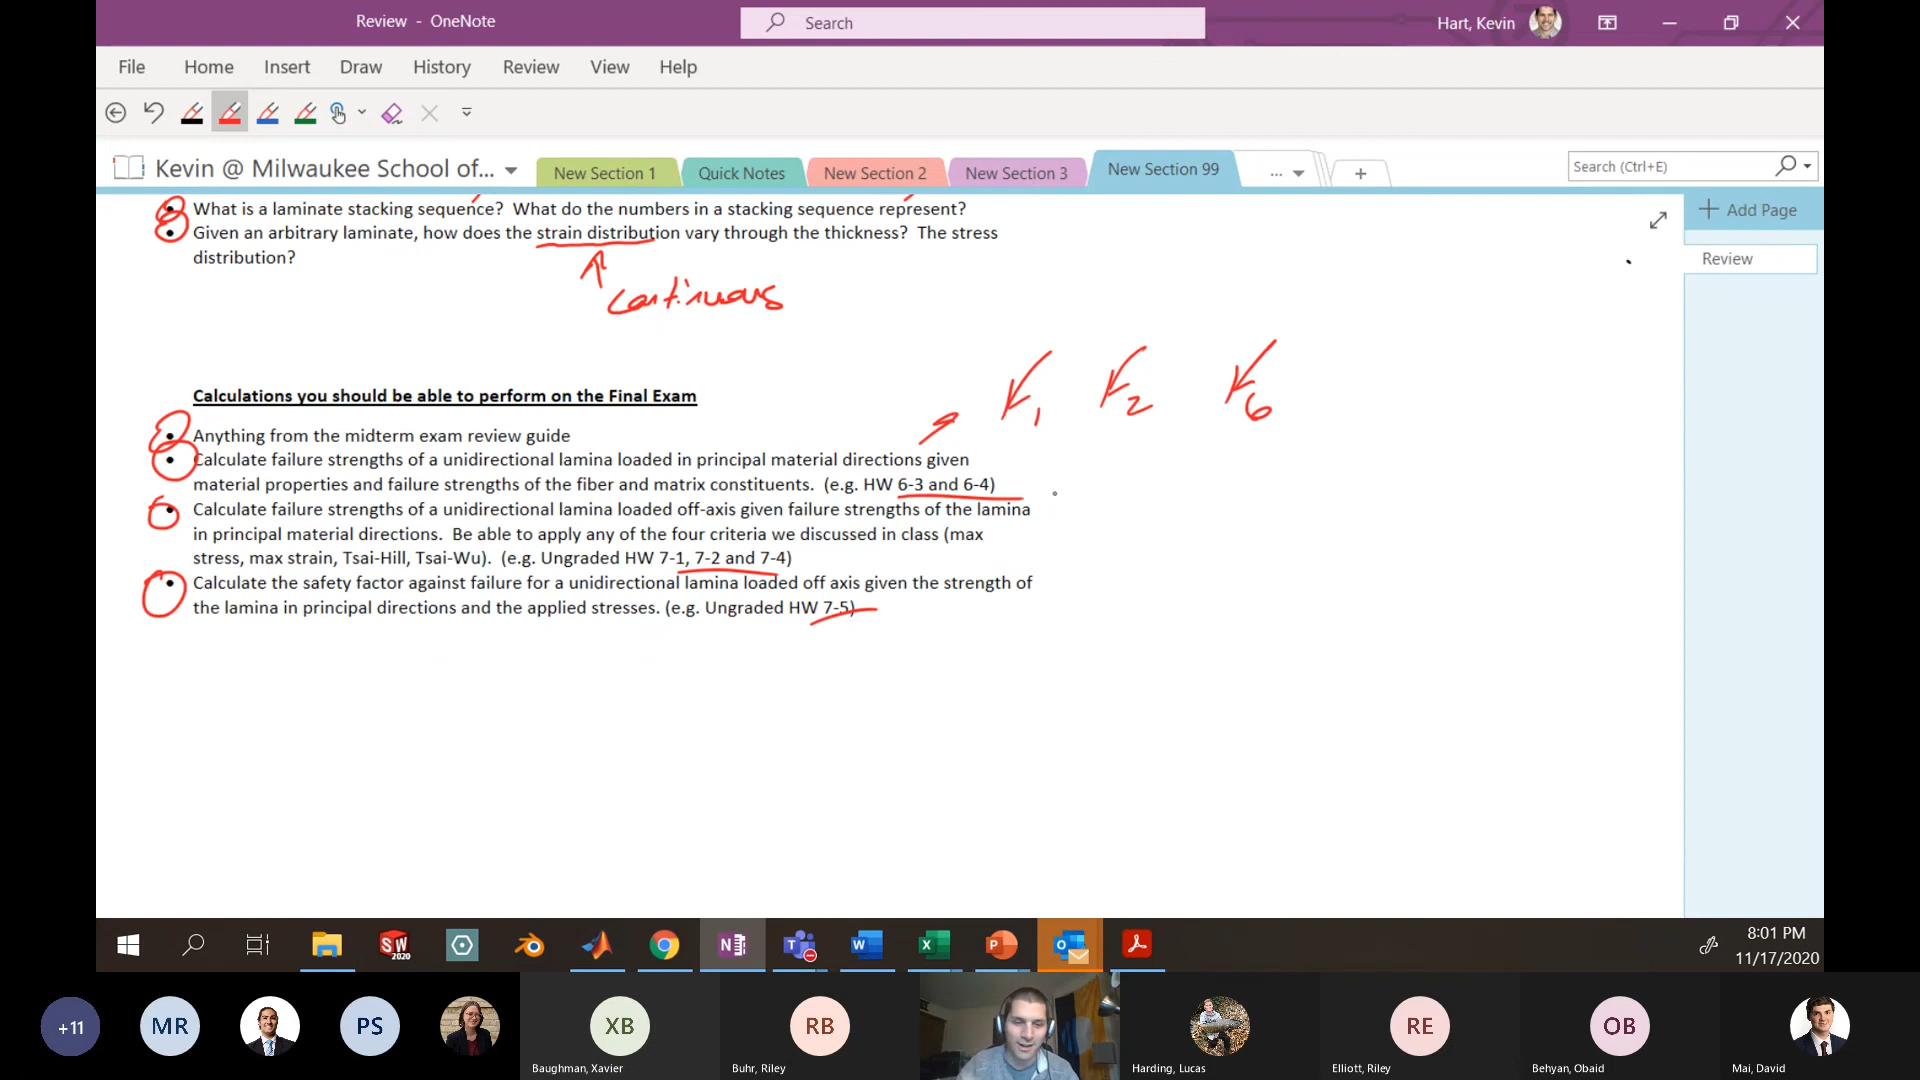 Review - OneNote
Search
Hart, Kevin
File Home Insert Draw History Review View Help
Kevin @ Milwaukee School of...
New Section 1
Quick Notes
New Section 2
New Section 3
New Section 99
...
Search (Ctrl+E)
Add Page
Review
• What is a laminate stacking sequence? What do the numbers in a stacking sequence represent?
• Given an arbitrary laminate, how does the strain distribution vary through the thickness? The stress
distribution?
continuous
Calculations you should be able to perform on the Final Exam
• Anything from the midterm exam review guide
• Calculate failure strengths of a unidirectional lamina loaded in principal material directions given
material properties and failure strengths of the fiber and matrix constituents. (e.g. HW 6-3 and 6-4)
• Calculate failure strengths of a unidirectional lamina loaded off-axis given failure strengths of the lamina
in principal material directions. Be able to apply any of the four criteria we discussed in class (max
stress, max strain, Tsai-Hill, Tsai-Wu). (e.g. Ungraded HW 7-1, 7-2 and 7-4)
• Calculate the safety factor against failure for a unidirectional lamina loaded off axis given the strength of
the lamina in principal directions and the applied stresses. (e.g. Ungraded HW 7-5)
1 2 6
SW
2020
N
T
W
X
P
O
8:01 PM
11/17/2020
+11
MR
PS
XB
RB
RE
OB
Baughman, Xavier
Buhr, Riley
Harding, Lucas
Elliott, Riley
Behyan, Obaid
Mai, David